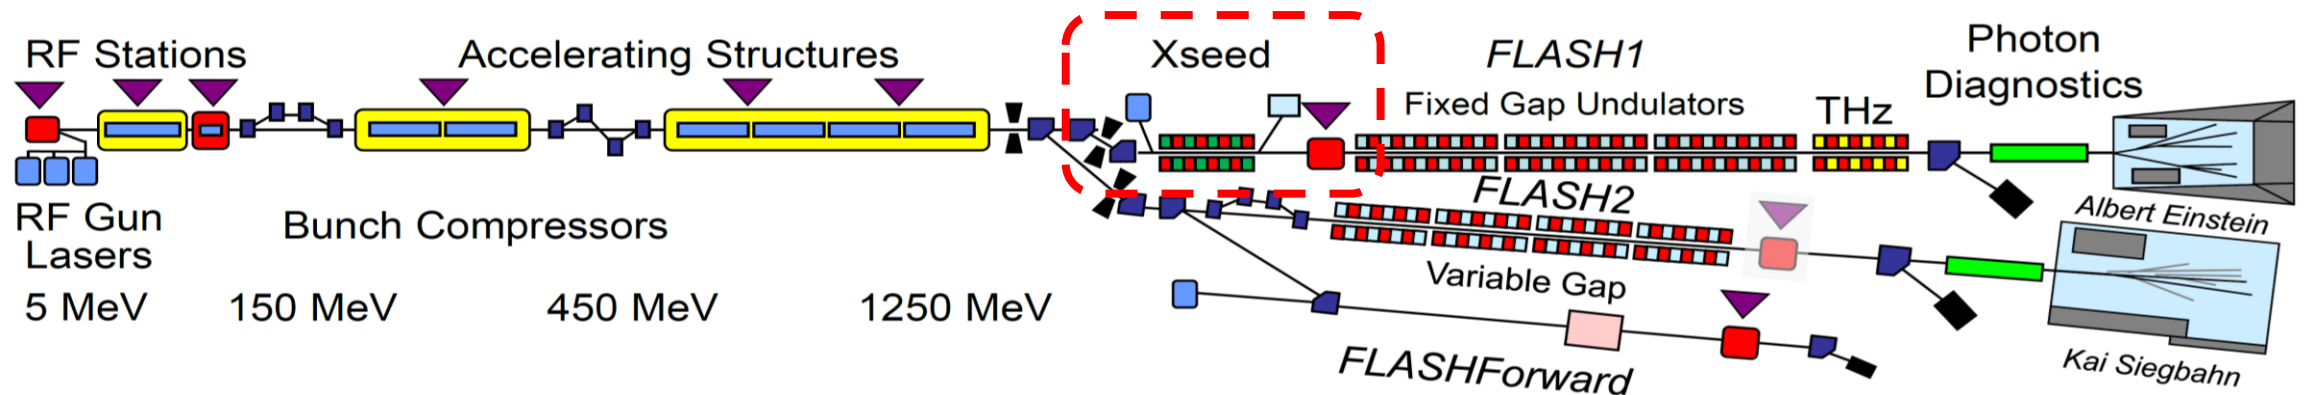 RF Stations
Accelerating Structures
Xseed
FLASH1
Photon
Diagnostics
Fixed Gap Undulators
THz
RF Gun
Lasers
Bunch Compressors
FLASH2
Albert Einstein
Variable Gap
5 MeV
150 MeV
450 MeV
1250 MeV
FLASHForward
Kai Siegbahn